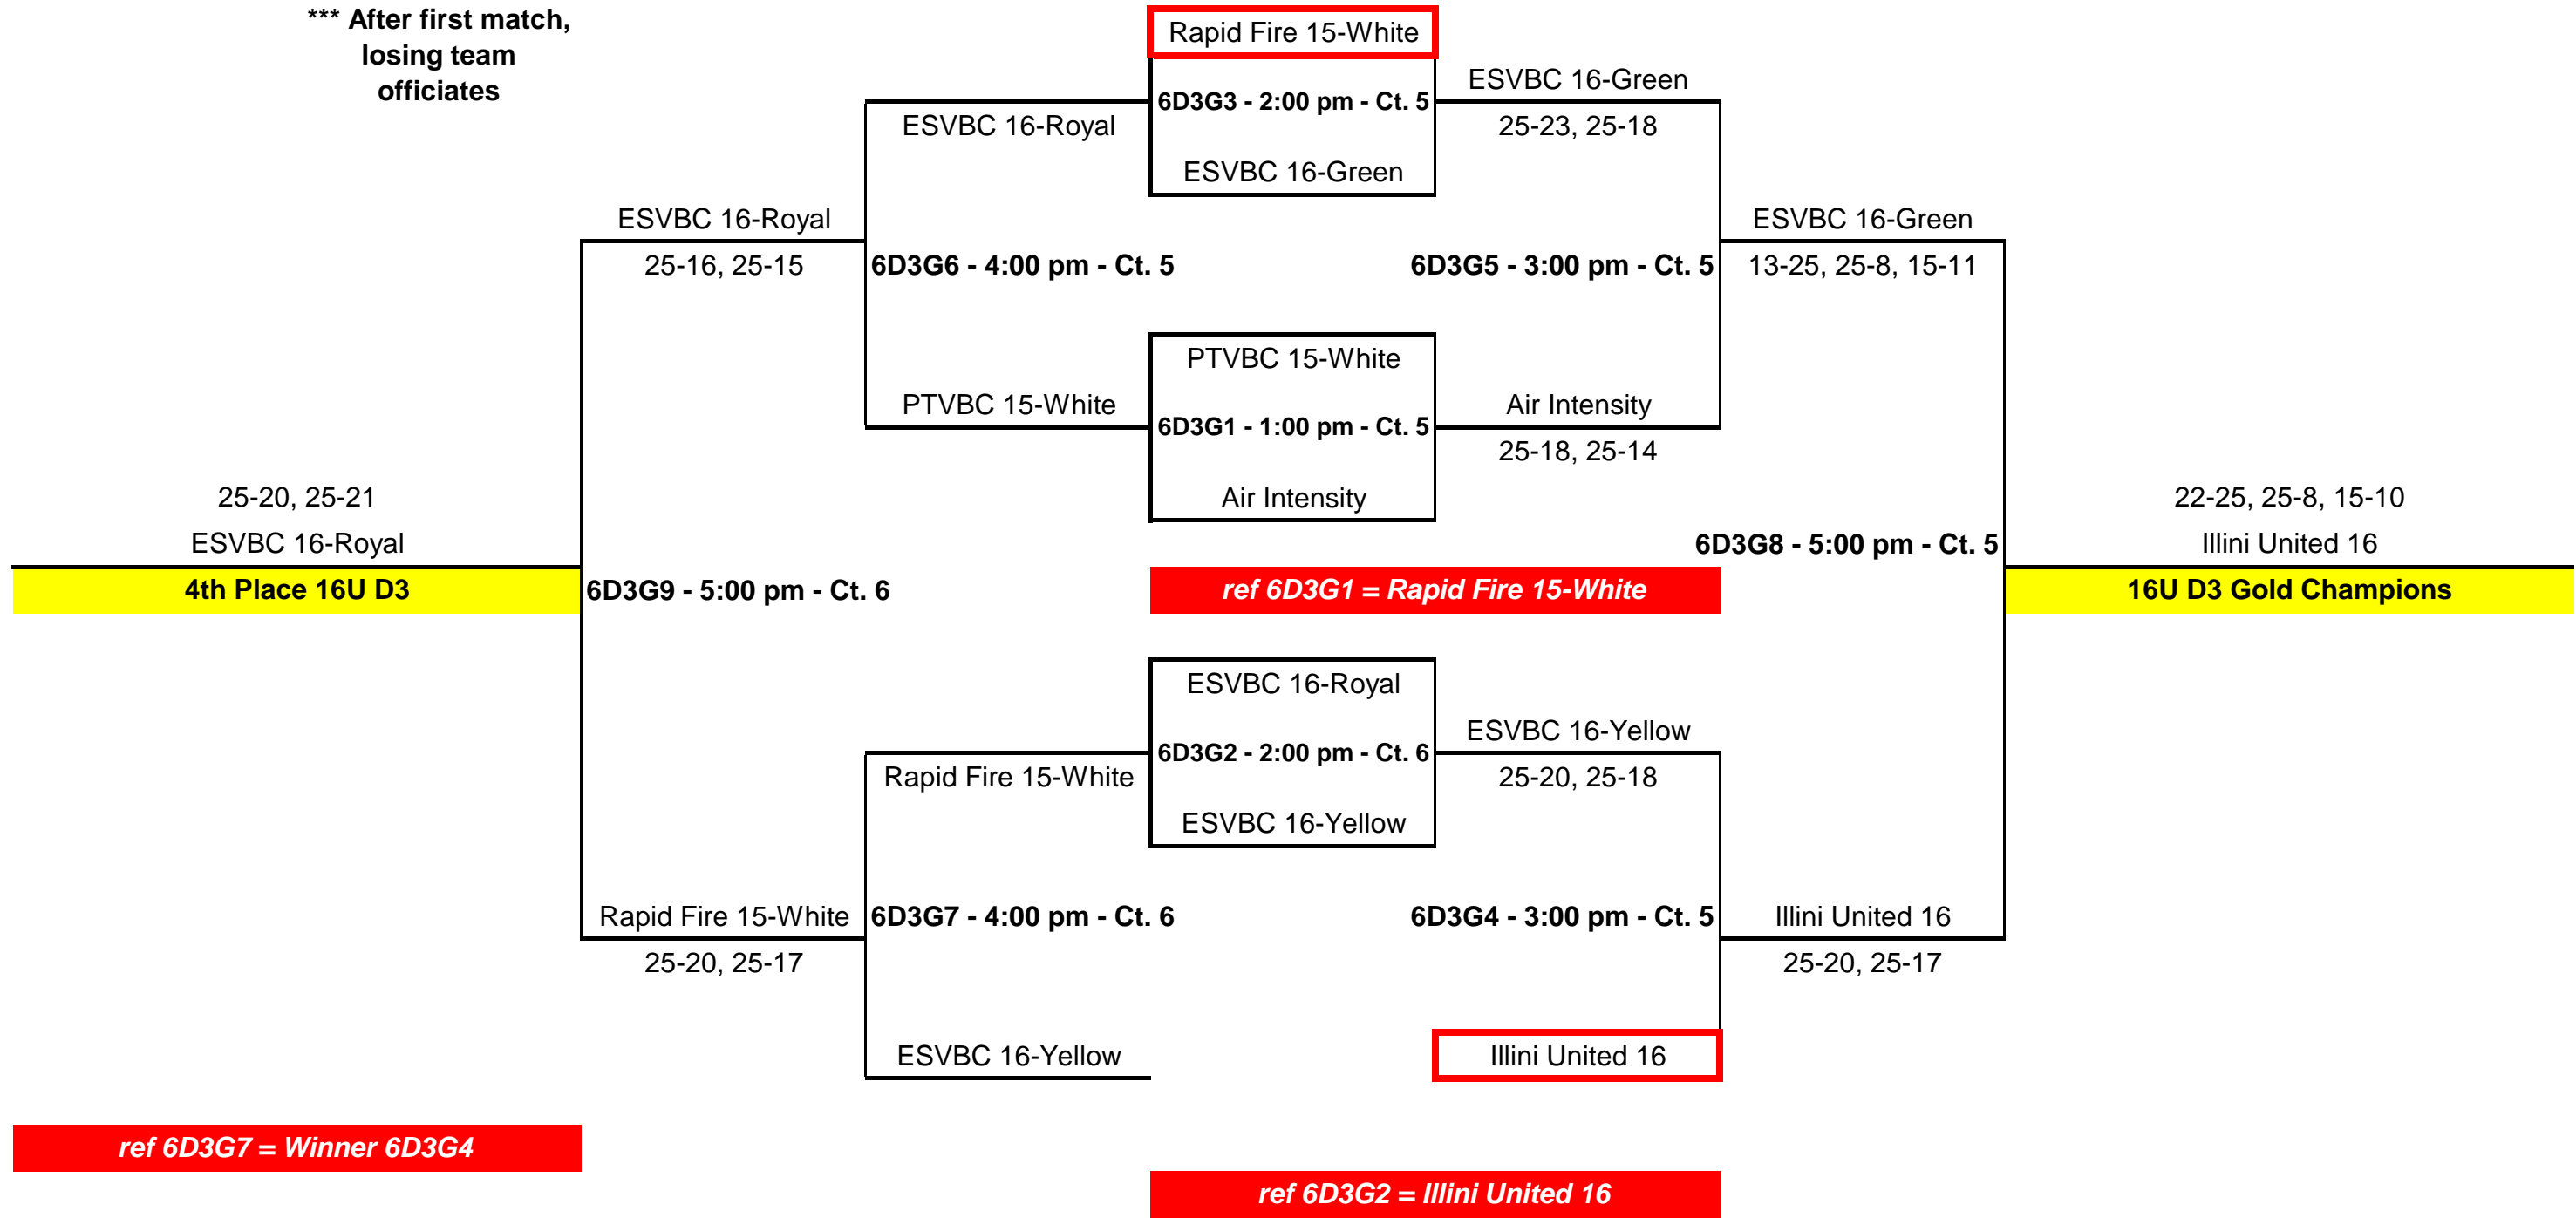 *** After first match,
losing team
officiates
Rapid Fire 15-White
ESVBC 16-Green
6D3G3 - 2:00 pm - Ct. 5
ESVBC 16-Royal
25-23, 25-18
ESVBC 16-Green
ESVBC 16-Royal
ESVBC 16-Green
25-16, 25-15
6D3G6 - 4:00 pm - Ct. 5
6D3G5 - 3:00 pm - Ct. 5
13-25, 25-8, 15-11
PTVBC 15-White
PTVBC 15-White
Air Intensity
6D3G1 - 1:00 pm - Ct. 5
25-18, 25-14
25-20, 25-21
Air Intensity
22-25, 25-8, 15-10
ESVBC 16-Royal
6D3G8 - 5:00 pm - Ct. 5
Illini United 16
4th Place 16U D3
6D3G9 - 5:00 pm - Ct. 6
ref 6D3G1 = Rapid Fire 15-White
16U D3 Gold Champions
ESVBC 16-Royal
ESVBC 16-Yellow
6D3G2 - 2:00 pm - Ct. 6
Rapid Fire 15-White
25-20, 25-18
ESVBC 16-Yellow
Rapid Fire 15-White
6D3G7 - 4:00 pm - Ct. 6
6D3G4 - 3:00 pm - Ct. 5
Illini United 16
25-20, 25-17
25-20, 25-17
ESVBC 16-Yellow
Illini United 16
ref 6D3G7 = Winner 6D3G4
ref 6D3G2 = Illini United 16